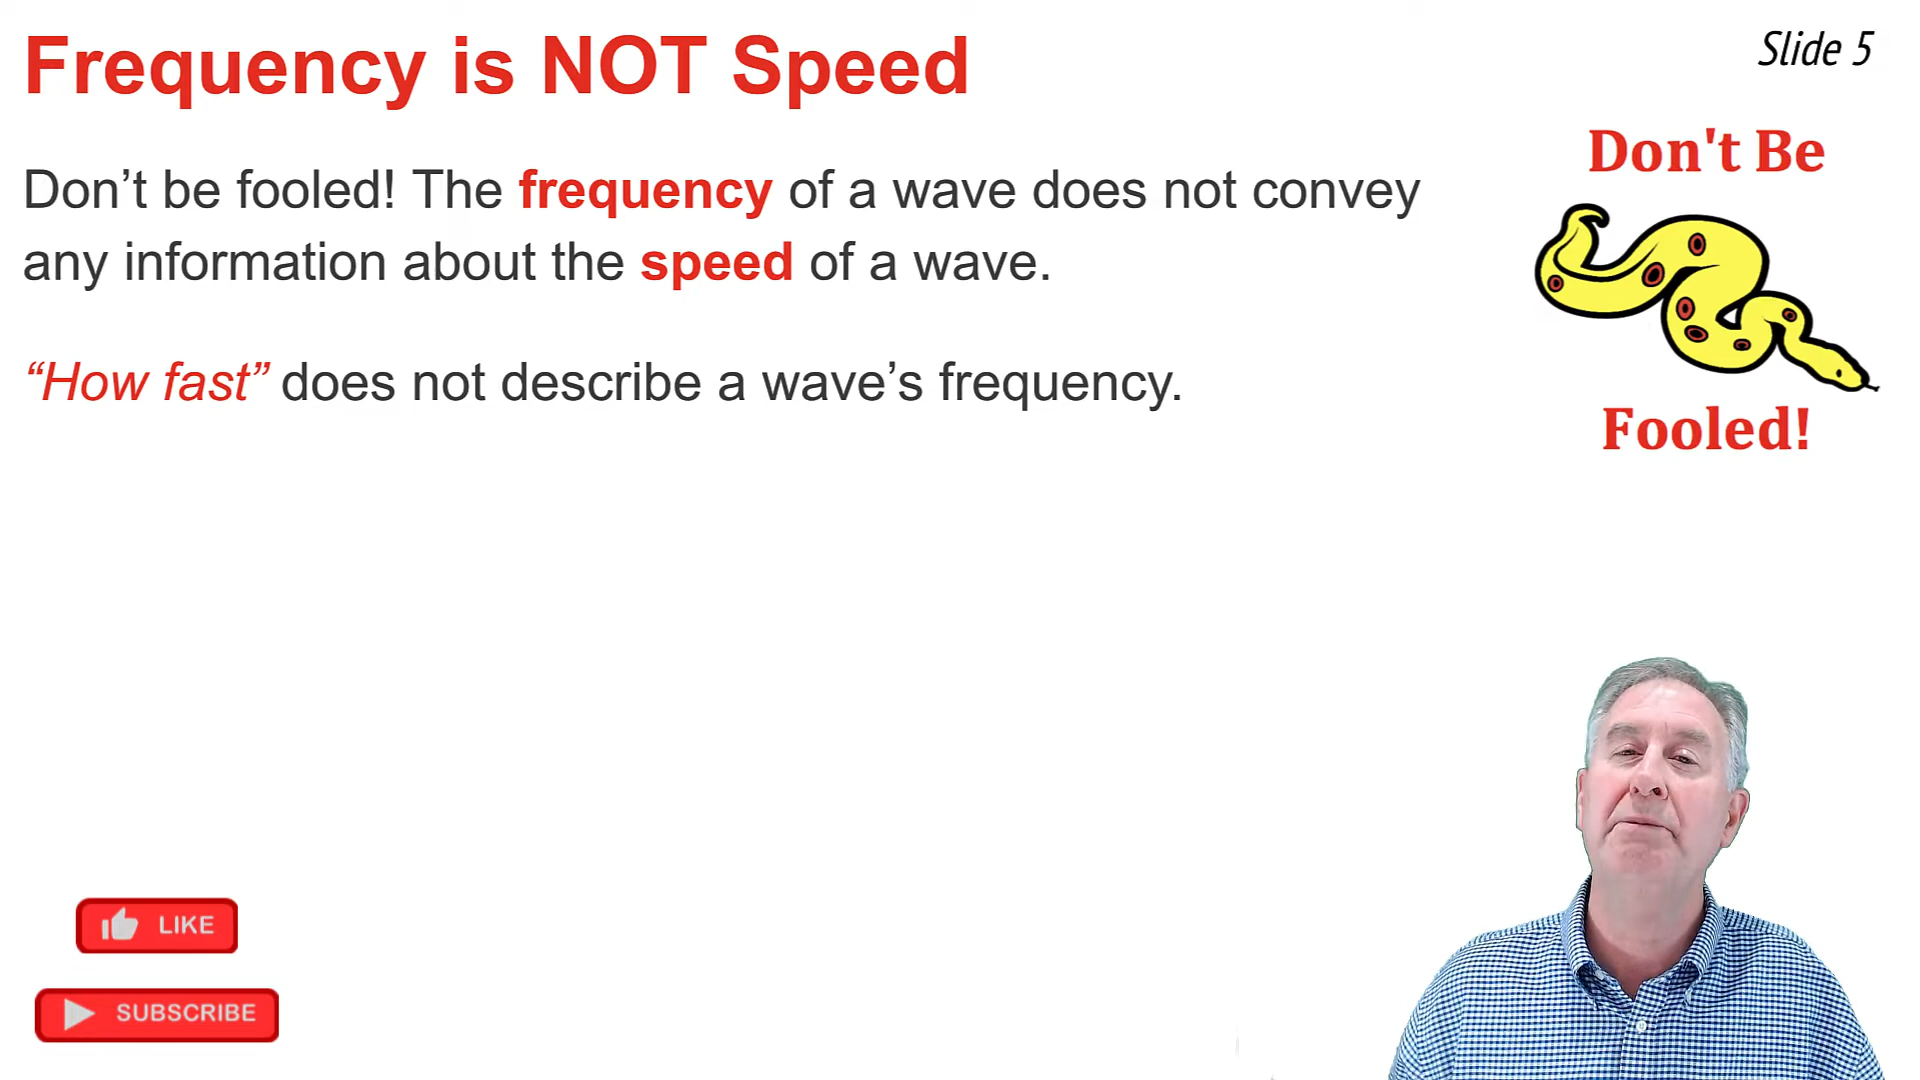 Frequency is NOT Speed
Slide 5
Don’t be fooled! The frequency of a wave does not convey
any information about the speed of a wave.
“How fast” does not describe a wave’s frequency.
Don't Be
Fooled!
LIKE
SUBSCRIBE